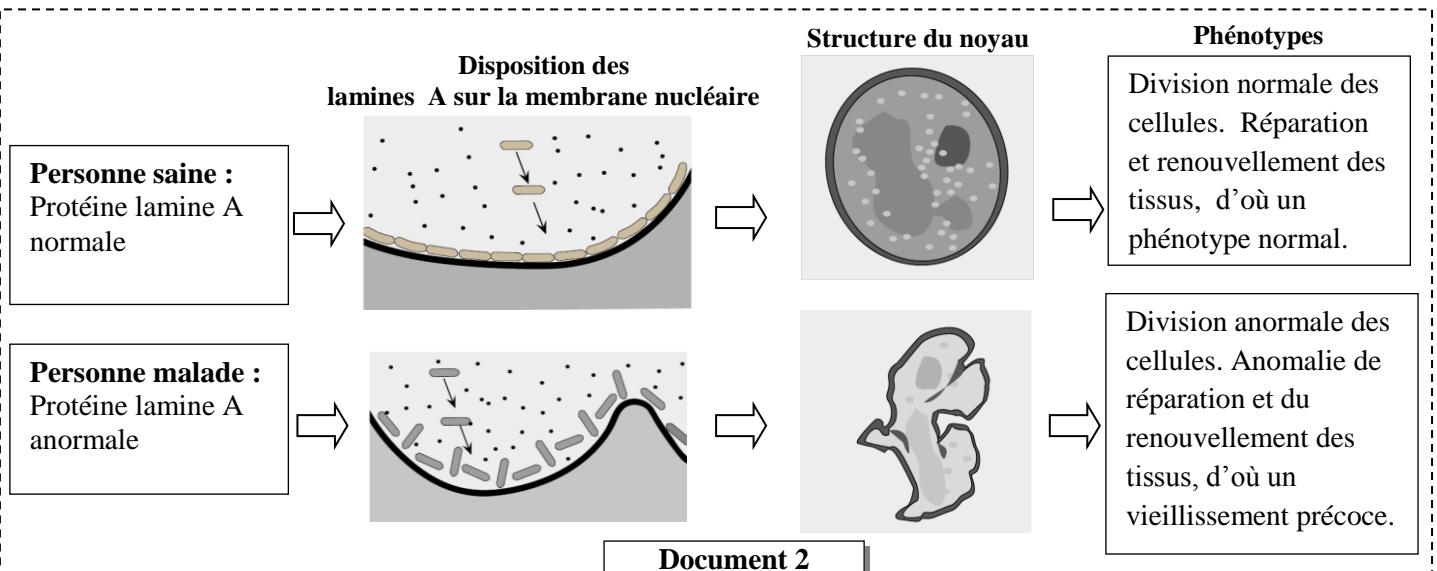 Structure du noyau
Phénotypes
Disposition des
lamines A sur la membrane nucléaire
Personne saine :
Protéine lamine A
normale
Division normale des
cellules. Réparation
et renouvellement des
tissus, d’où un
phénotype normal.
Personne malade :
Protéine lamine A
anormale
Division anormale des
cellules. Anomalie de
réparation et du
renouvellement des
tissus, d’où un
vieillissement précoce.
Document 2